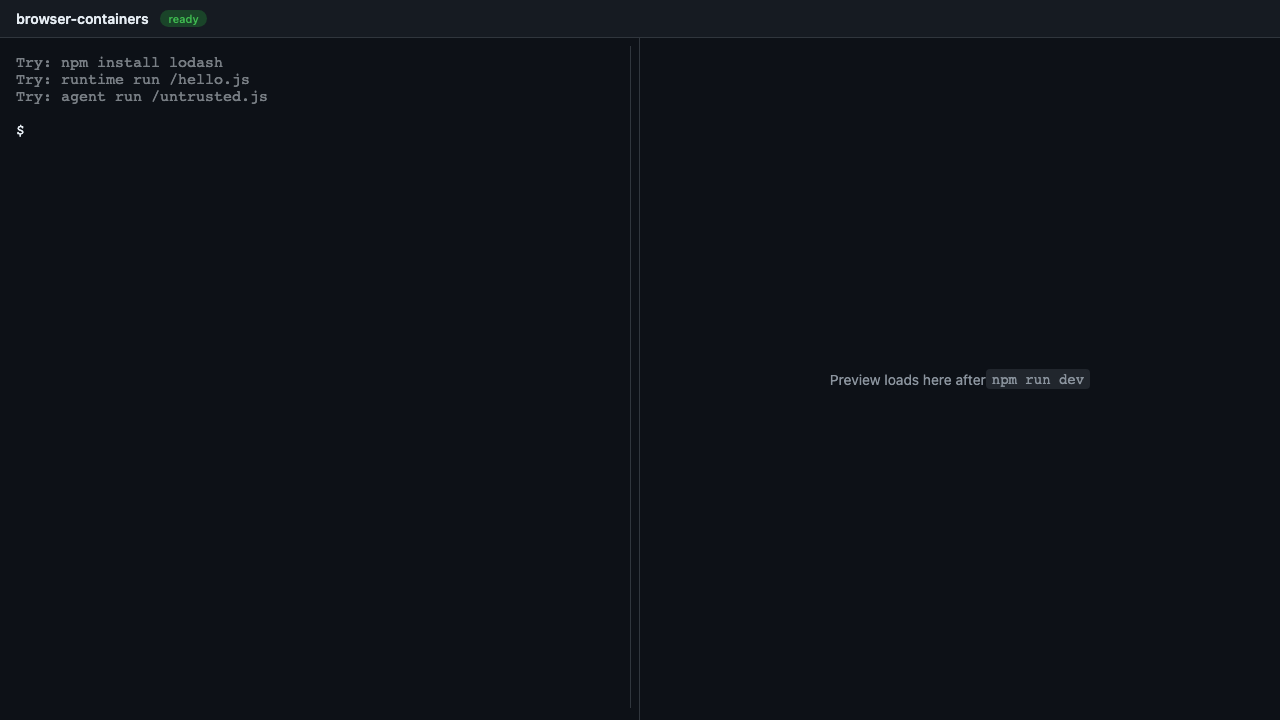 browser-containers ready
Try: npm install lodash
Try: runtime run /hello.js
Try: agent run /untrusted.js
$
Preview loads here after npm run dev